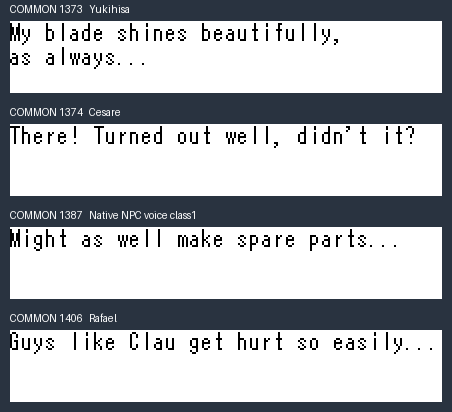 COMMON 1373 Yukihisa
My blade shines beautifully,
as always...
COMMON 1374 Cesare
There! Turned out well, didn't it?
COMMON 1387 Native NPC voice class1
Might as well make spare parts...
COMMON 1406 Rafael
Guys like Clau get hurt so easily...